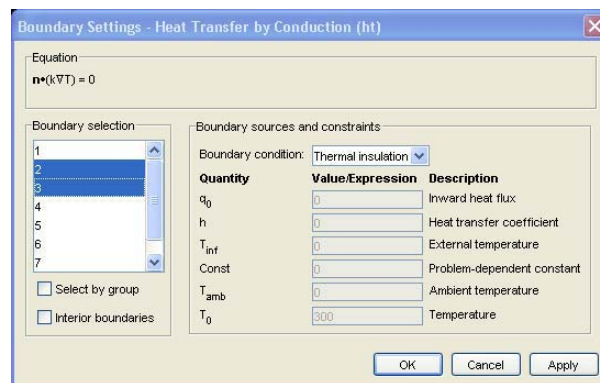 Boundary Settings - Heat Transfer by Conduction (ht)
Equation
n•(k∇T) = 0
Boundary selection
1
2
3
4
5
6
7
Select by group
Interior boundaries
Boundary sources and constraints
Boundary condition: Thermal insulation
Quantity Value/Expression Description
q0 0 Inward heat flux
h 0 Heat transfer coefficient
Tinf 0 External temperature
Const 0 Problem-dependent constant
Tamb 0 Ambient temperature
T0 300 Temperature
OK Cancel Apply